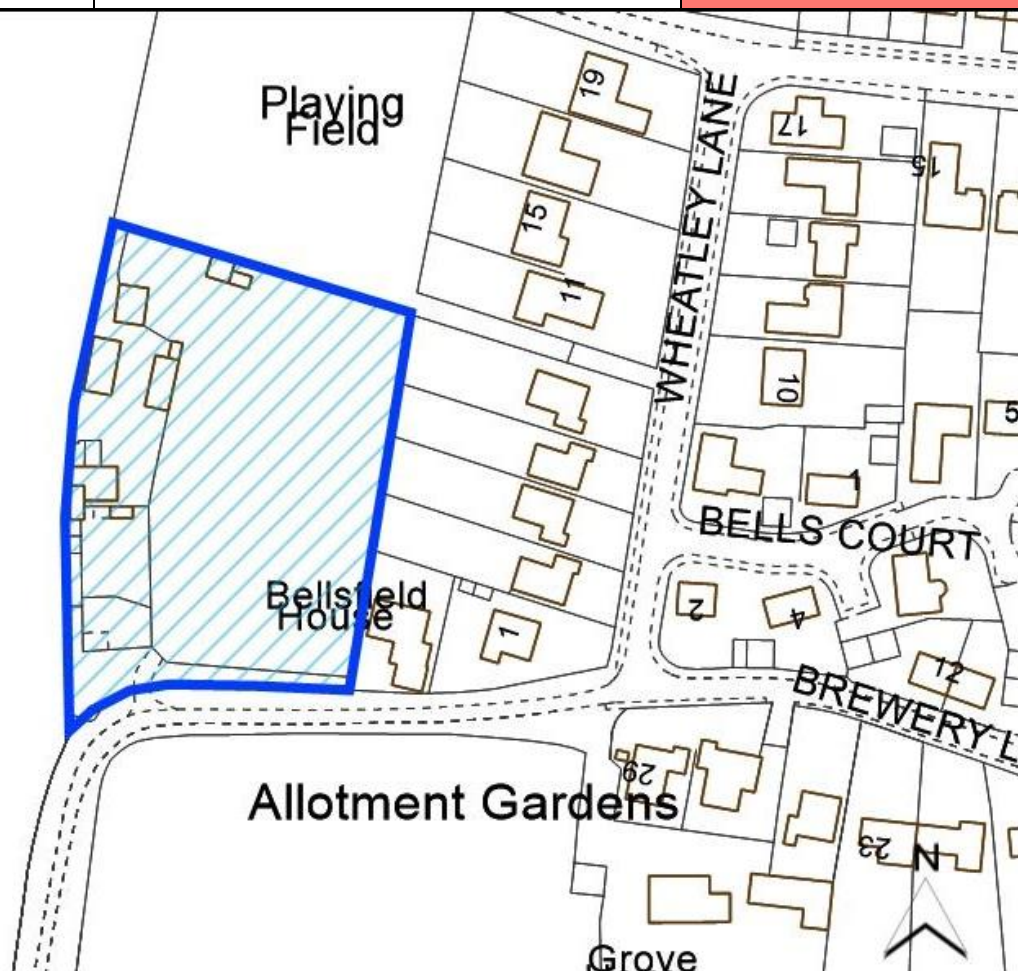 Playing
Field
19
17
15
15
11
WHEATLEY LANE
10
5
1
BELLS COURT
Bellsfield
House
2
4
1
12
BREWERY L
29
Allotment Gardens
23
N
Grove